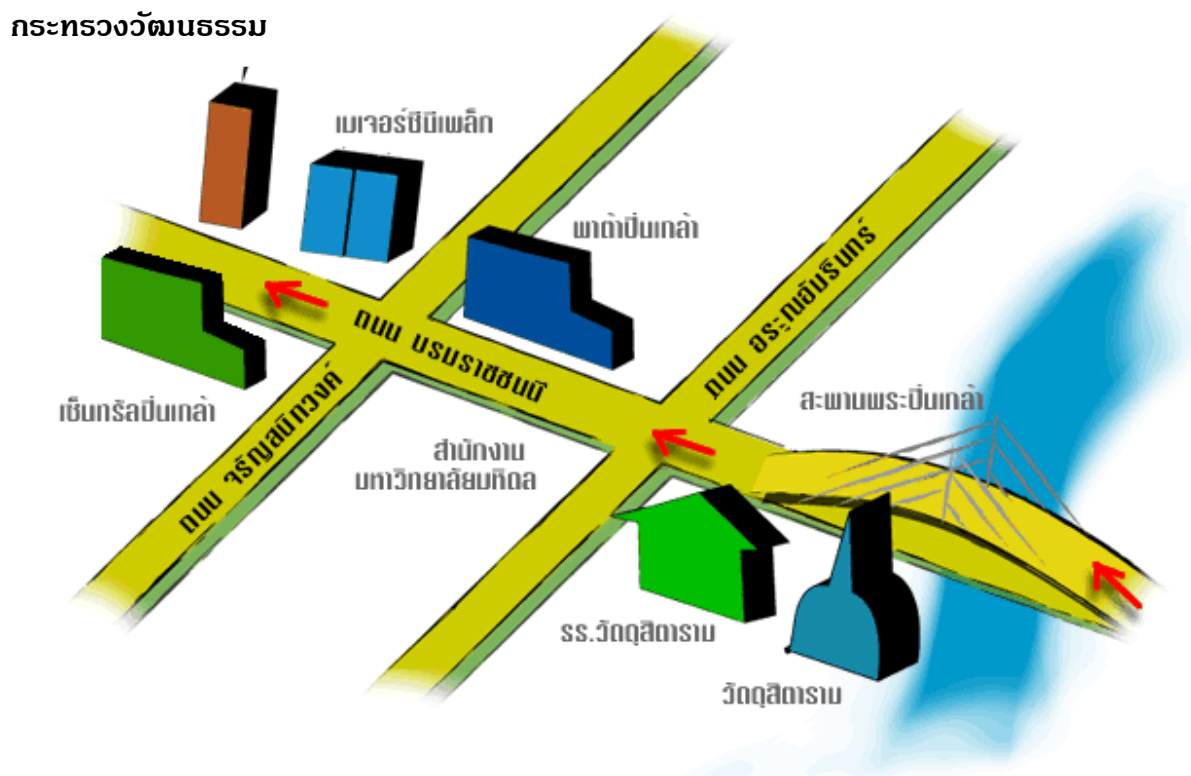 กระทรวงวัฒนธรรม
เมเจอร์ซีนีเพล็ก
พาต้าปิ่นเกล้า
ถนน อรุณอัมรินทร์
ถนน บรมราชชนนี
สะพานพระปิ่นเกล้า
เซ็นทรัลปิ่นเกล้า
ถนน จรัญสนิทวงศ์
สำนักงาน
มหาวิทยาลัยมหิดล
รร.วัดดุสิตาราม
วัดดุสิตาราม